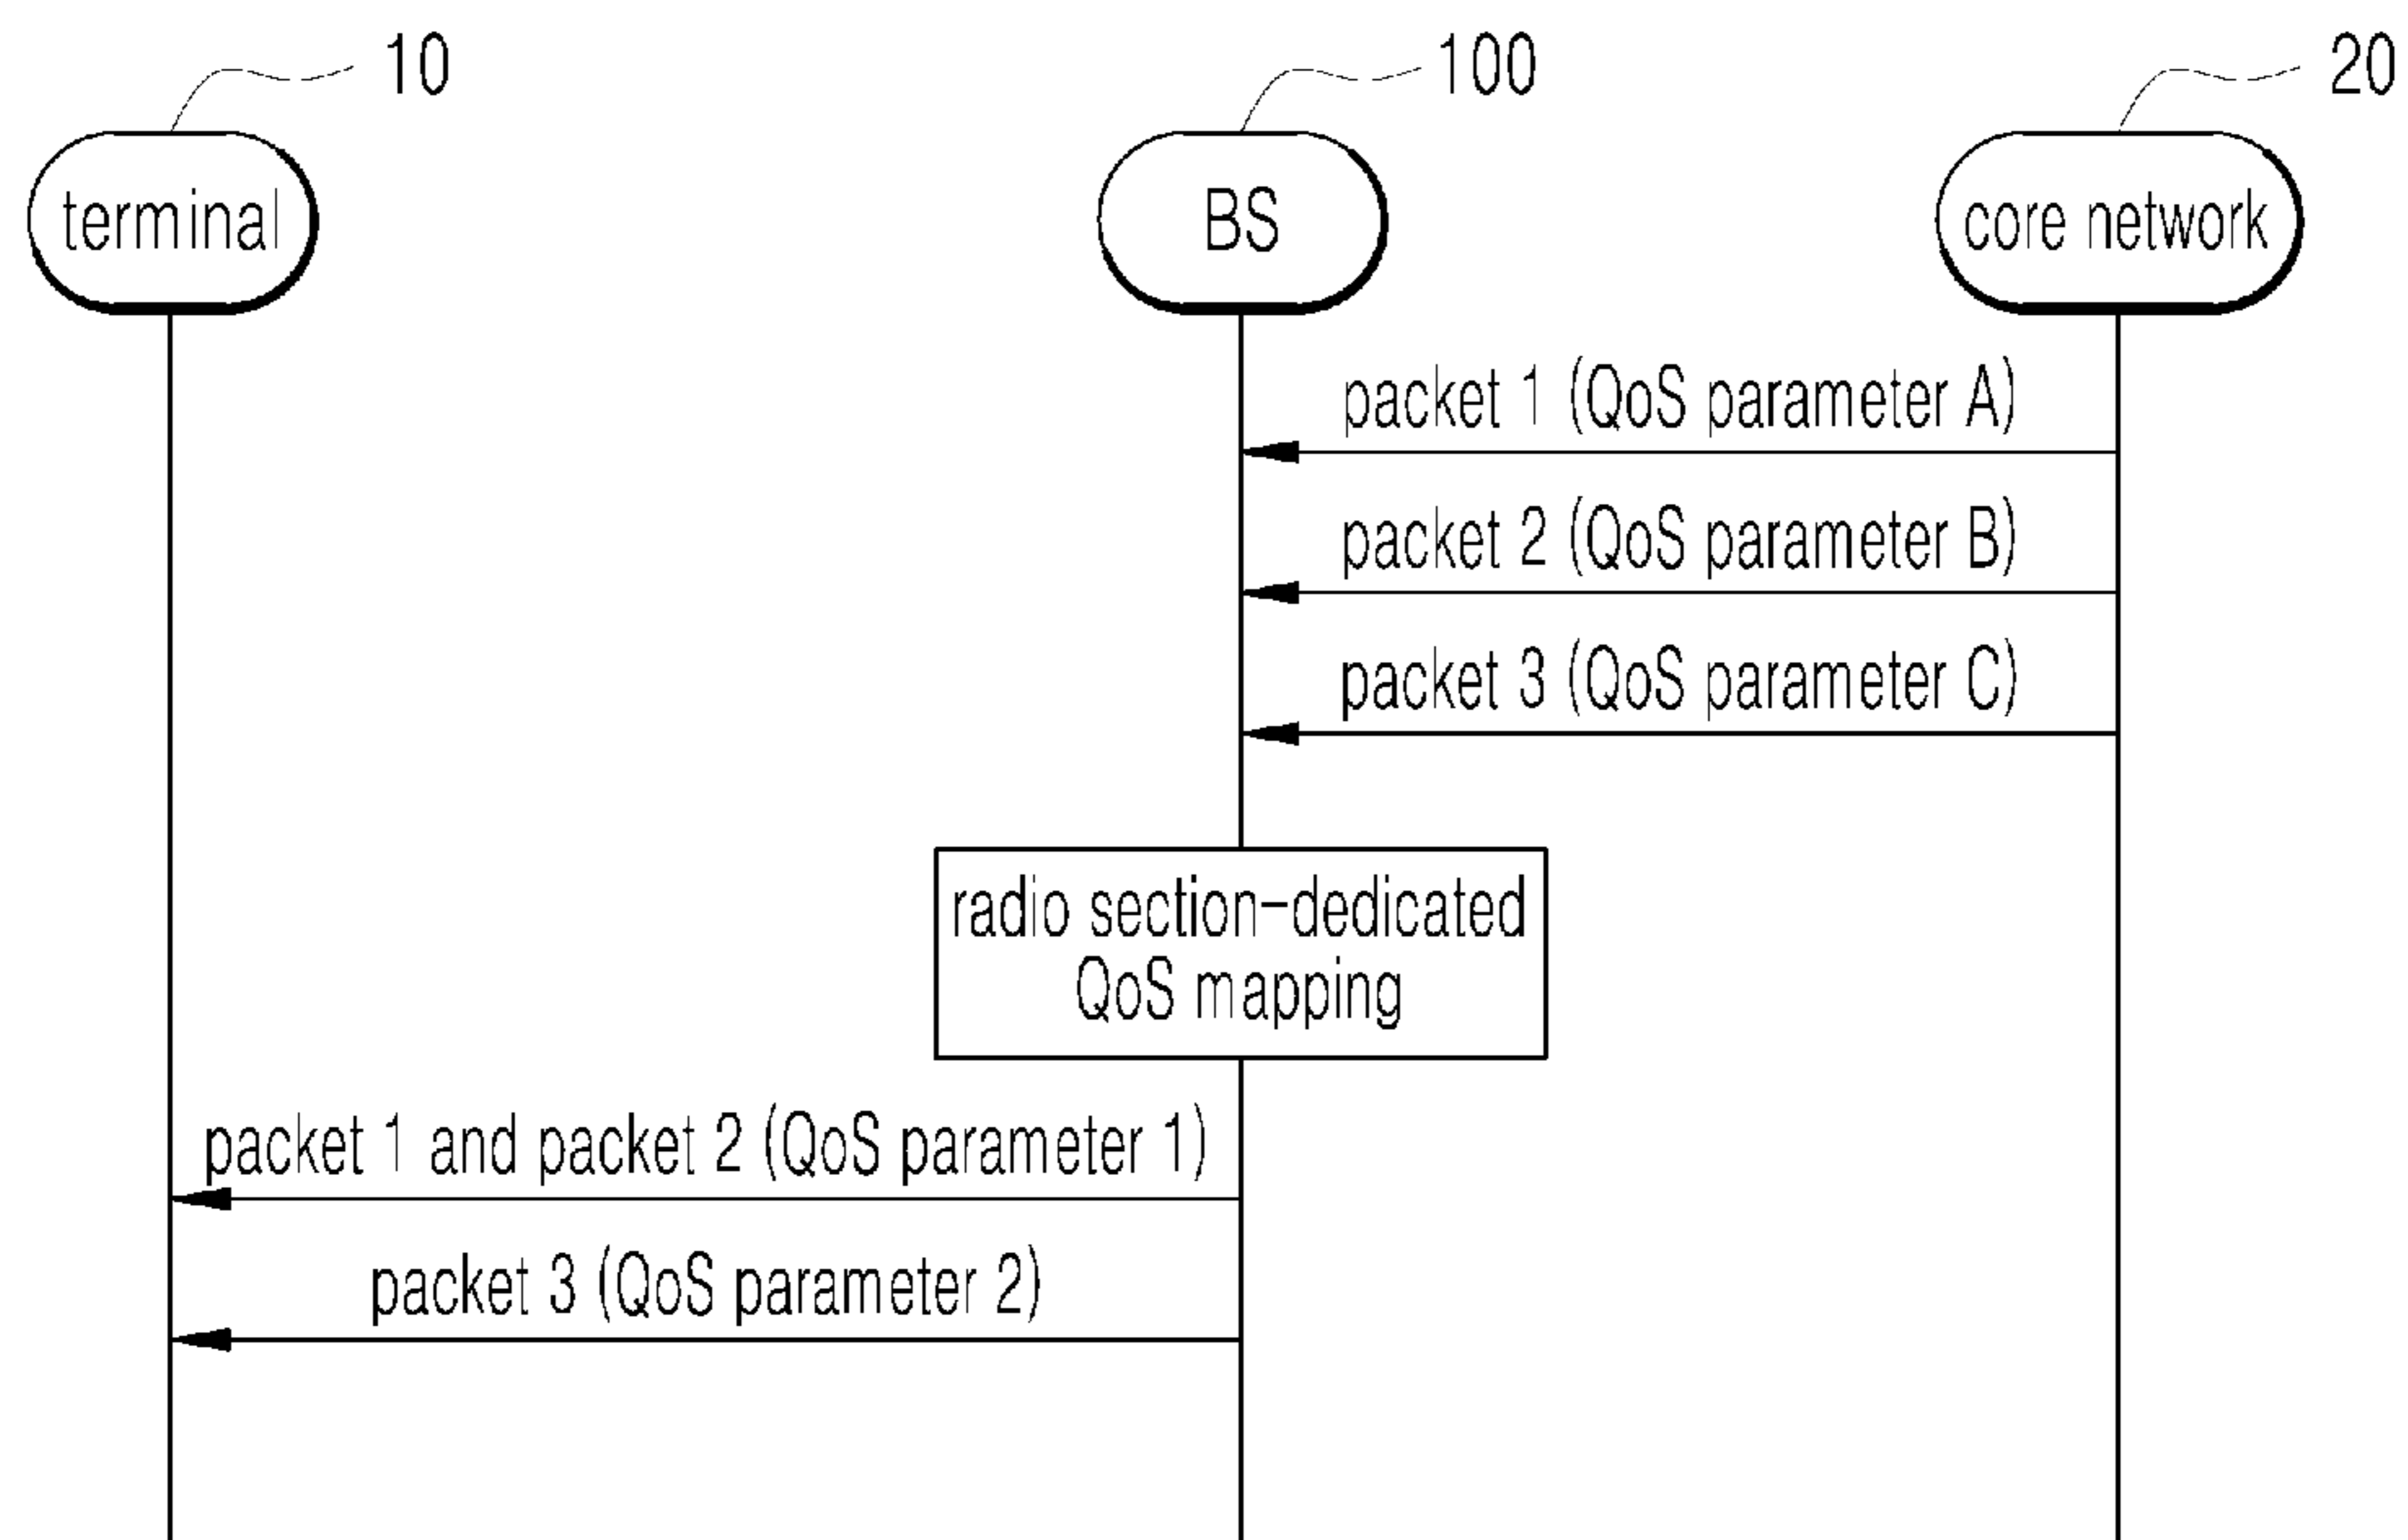 10
100
20
terminal
BS
core network
packet 1 (QoS parameter A)
packet 2 (QoS parameter B)
packet 3 (QoS parameter C)
radio section-dedicated
QoS mapping
packet 1 and packet 2 (QoS parameter 1)
packet 3 (QoS parameter 2)